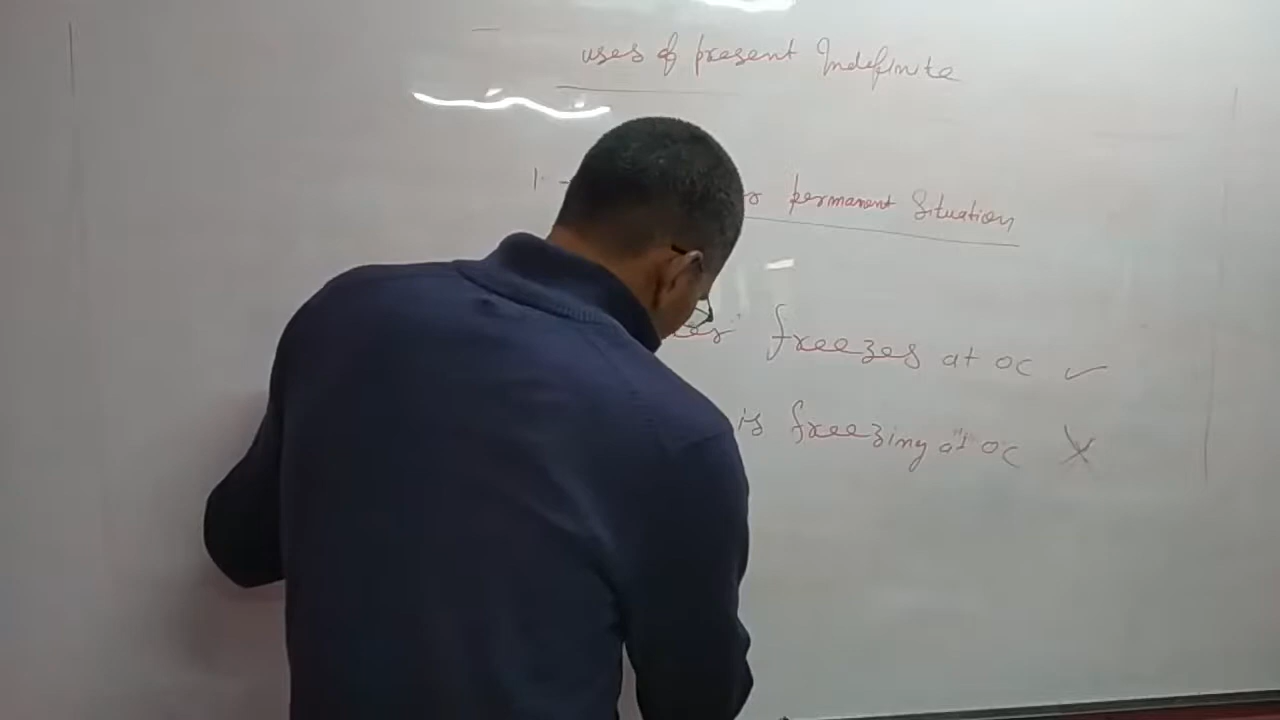 uses of present Indefinite
1. permanent Situation
freezes at 0c ✓
is freezing at 0c X